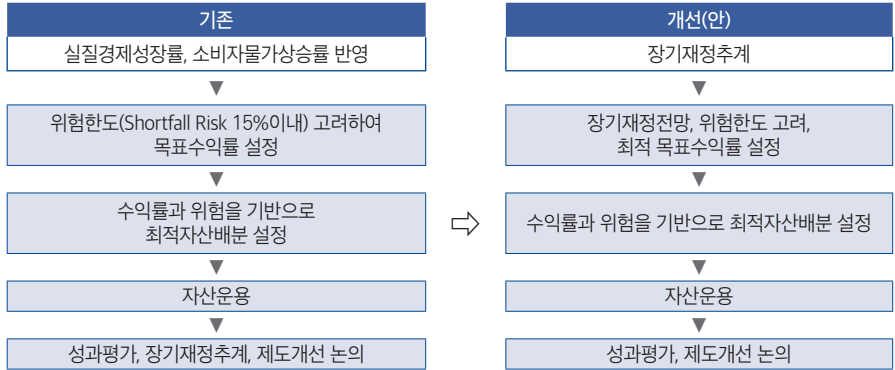 기존
실질경제성장률, 소비자물가상승률 반영
▼
위험한도(Shortfall Risk 15%이내) 고려하여
목표수익률 설정
▼
수익률과 위험을 기반으로
최적자산배분 설정
▼
자산운용
▼
성과평가, 장기재정추계, 제도개선 논의
⇨
개선(안)
장기재정추계
▼
장기재정전망, 위험한도 고려,
최적 목표수익률 설정
▼
수익률과 위험을 기반으로 최적자산배분 설정
▼
자산운용
▼
성과평가, 제도개선 논의